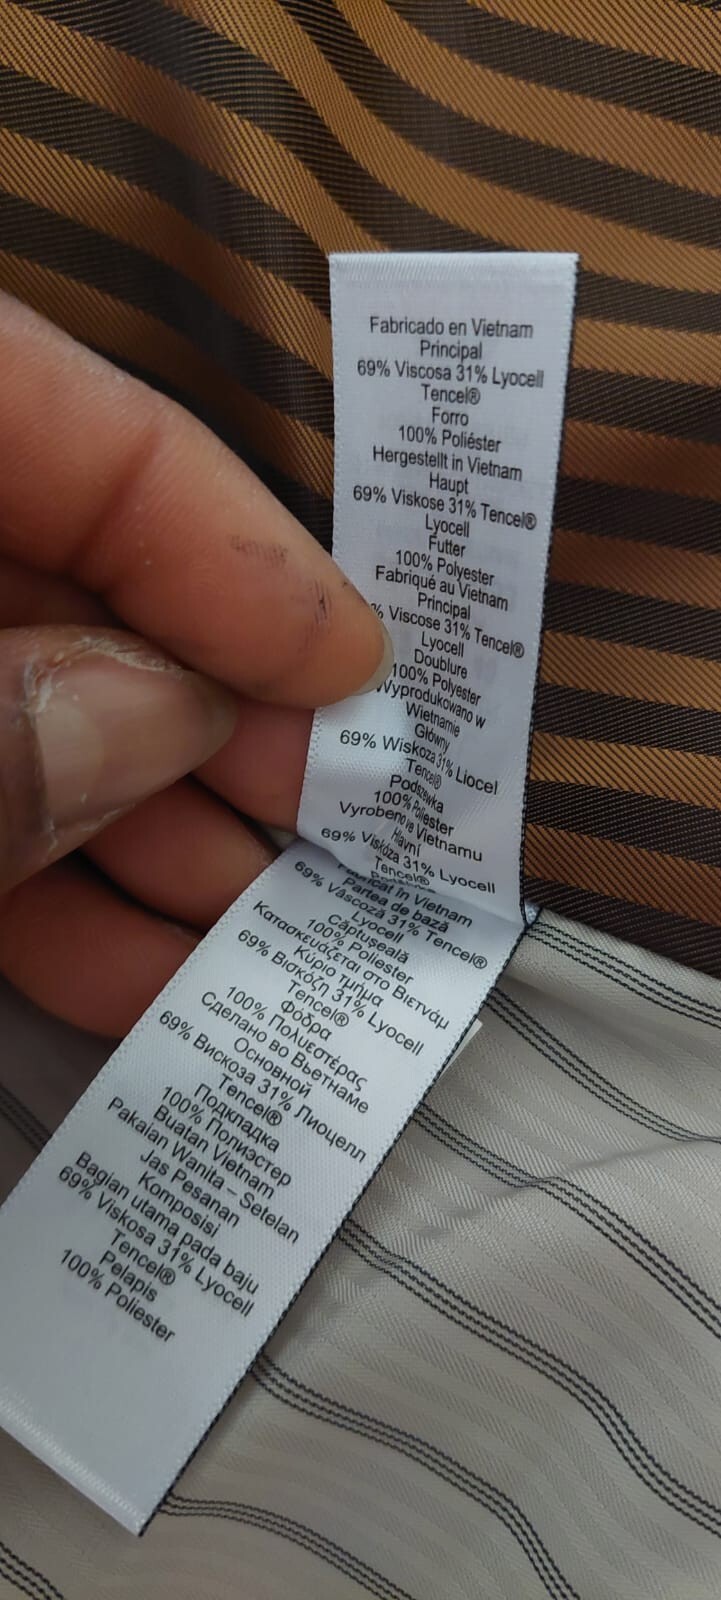 Fabricado en Vietnam
Principal
69% Viscosa 31% Lyocell
Tencel®
Forro
100% Poliéster
Hergestellt in Vietnam
Haupt
69% Viskose 31% Tencel®
Lyocell
Futter
100% Polyester
Fabriqué au Vietnam
Principal
% Viscose 31% Tencel®
Lyocell
Doublure
100% Polyester
Wyprodukowano w
Wietnamie
Główny
69% Wiskoza 31% Liocel
Tencel®
Podszewka
100% Poliester
Vyrobeno ve Vietnamu
Hlavní
69% Viskóza 31% Lyocell
Tencel®
în Vietnam
Partea de bază
69% Vâscoză 31% Tencel®
Lyocell
Căptușeală
100% Poliester
Κατασκευάζεται στο Βιετνάμ
Κύριο τμήμα
69% Βισκόζη 31% Lyocell
Tencel®
Φόδρα
100% Πολυεστέρας
Сделано во Вьетнаме
Основной
69% Вискоза 31% Лиоцелл
Tencel®
Подкладка
100% Полиэстер
Buatan Vietnam
Pakaian Wanita – Setelan
Jas Pesanan
Komposisi
Bagian utama pada baju
69% Viskosa 31% Lyocell
Tencel®
Pelapis
100% Poliester